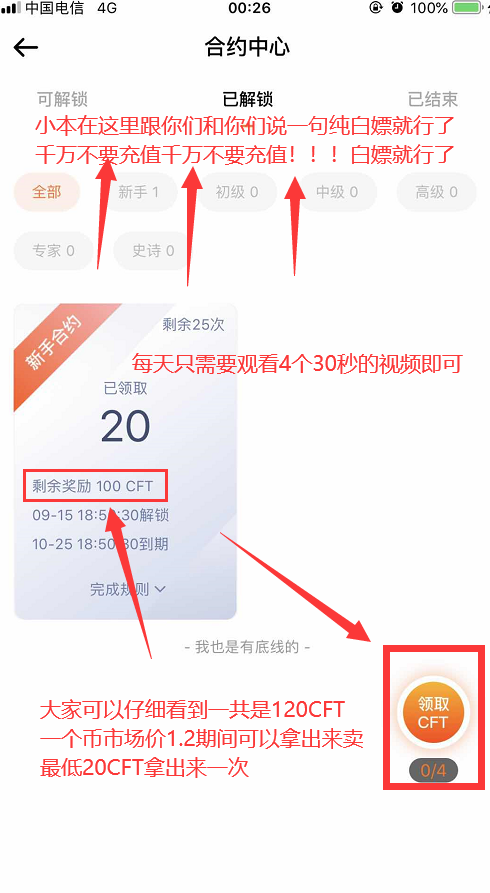 中国电信 4G 00:26 100%
合约中心
可解锁 已解锁 已结束
小本在这里跟你们和你们说一句纯白嫖就行了
千万不要充值千万不要充值！！！白嫖就行了
全部 新手 1 初级 0 中级 0 高级 0
专家 0 史诗 0
新手合约
剩余25次
每天只需要观看4个30秒的视频即可
已领取
20
剩余奖励 100 CFT
09-15 18:50:30解锁
10-25 18:50:30到期
完成规则
- 我也是有底线的 -
大家可以仔细看到一共是120CFT
一个币市场价1.2期间可以拿出来卖
最低20CFT拿出来一次
领取
CFT
0/4